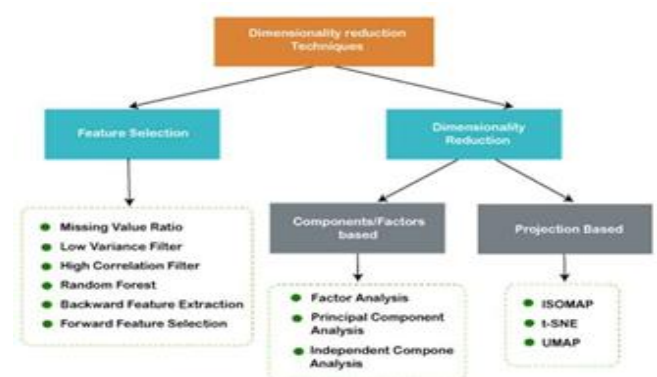 Dimensionality reduction
Techniques
Feature Selection
Dimensionality
Reduction
Missing Value Ratio
Low Variance Filter
High Correlation Filter
Random Forest
Backward Feature Extraction
Forward Feature Selection
Components/Factors
based
Factor Analysis
Principal Component
Analysis
Independent Compone
Analysis
Projection Based
ISOMAP
t-SNE
UMAP